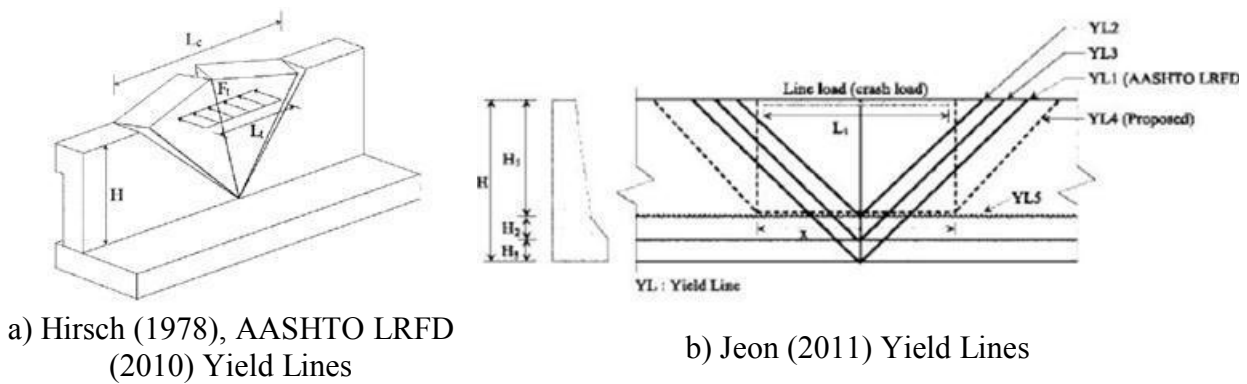 Lc
Ft
Lt
H
a) Hirsch (1978), AASHTO LRFD
(2010) Yield Lines
YL2
YL3
YL1 (AASHTO LRFD
YL4 (Proposed)
Line load (crash load)
Lt
H
H1
H2
H3
YL5
x
YL : Yield Line
b) Jeon (2011) Yield Lines